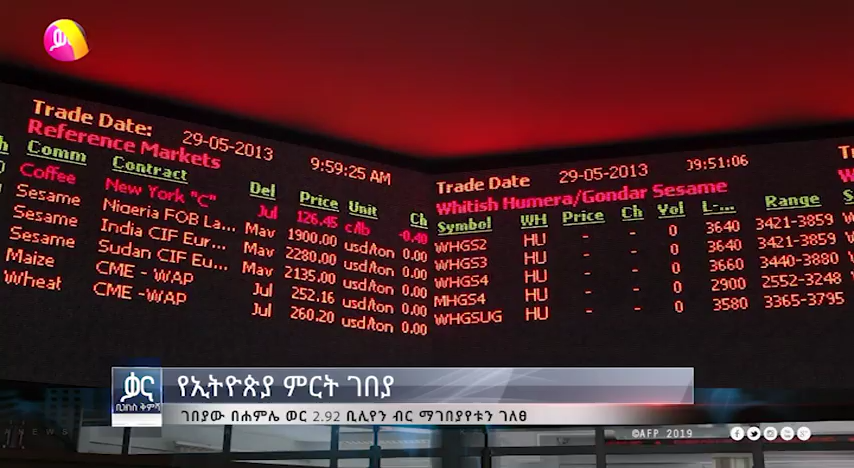 ዋ
Trade Date: 29-05-2013 9:59:25 AM
Reference Markets
Comm Contract Del Price Unit Ch
Coffee New York "C" Jul 126.45 c/lb -0.40
Sesame Nigeria FOB La... May 1900.00 usd/ton 0.00
Sesame India CIF Eur... May 2280.00 usd/ton 0.00
Sesame Sudan CIF Eu... May 2135.00 usd/ton 0.00
Maize CME - WAP Jul 252.16 usd/ton 0.00
Wheat CME -WAP Jul 260.20 usd/ton 0.00
Trade Date 29-05-2013 09:51:06
Whitish Humera/Gondar Sesame
Symbol WH Price Ch Vol L-... Range
WHGS2 HU - - 0 3640 3421-3859
WHGS3 HU - - 0 3640 3421-3859
WHGS4 HU - - 0 3660 3440-3880
MHGS4 HU - - 0 2900 2552-3248
WHGSUG HU - - 0 3580 3365-3795
ዋና
የኢትዮጵያ ምርት ገበያ
ገበያው በሐምሌ ወር 2.92 ቢሊየን ብር ማገበያየቱን ገለፀ
NEWS
©AFP 2019